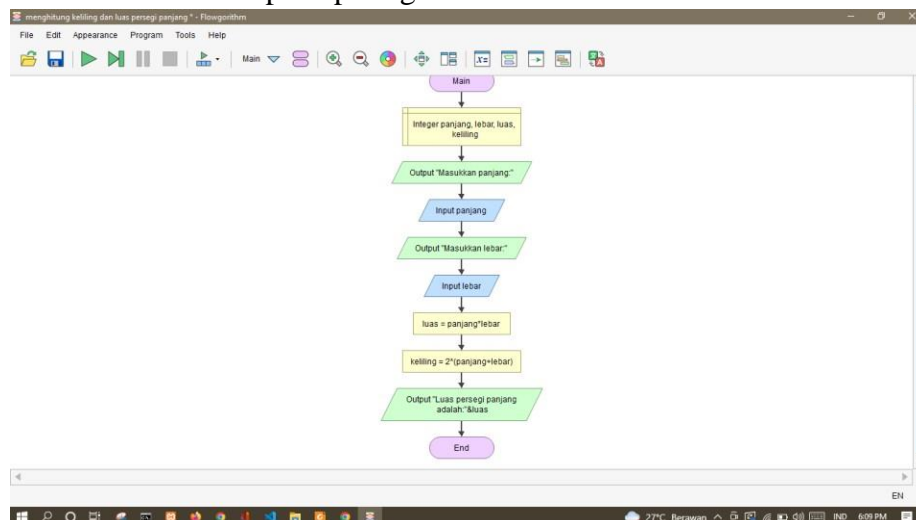 menghitung keliling dan luas persegi panjang * - Flowgorithm
File Edit Appearance Program Tools Help
Main
Main
Integer panjang, lebar, luas,
keliling
Output "Masukkan panjang:"
Input panjang
Output "Masukkan lebar:"
Input lebar
luas = panjang*lebar
keliling = 2*(panjang+lebar)
Output "Luas persegi panjang
adalah:"&luas
End
EN
27°C Berawan IND 6:09 PM